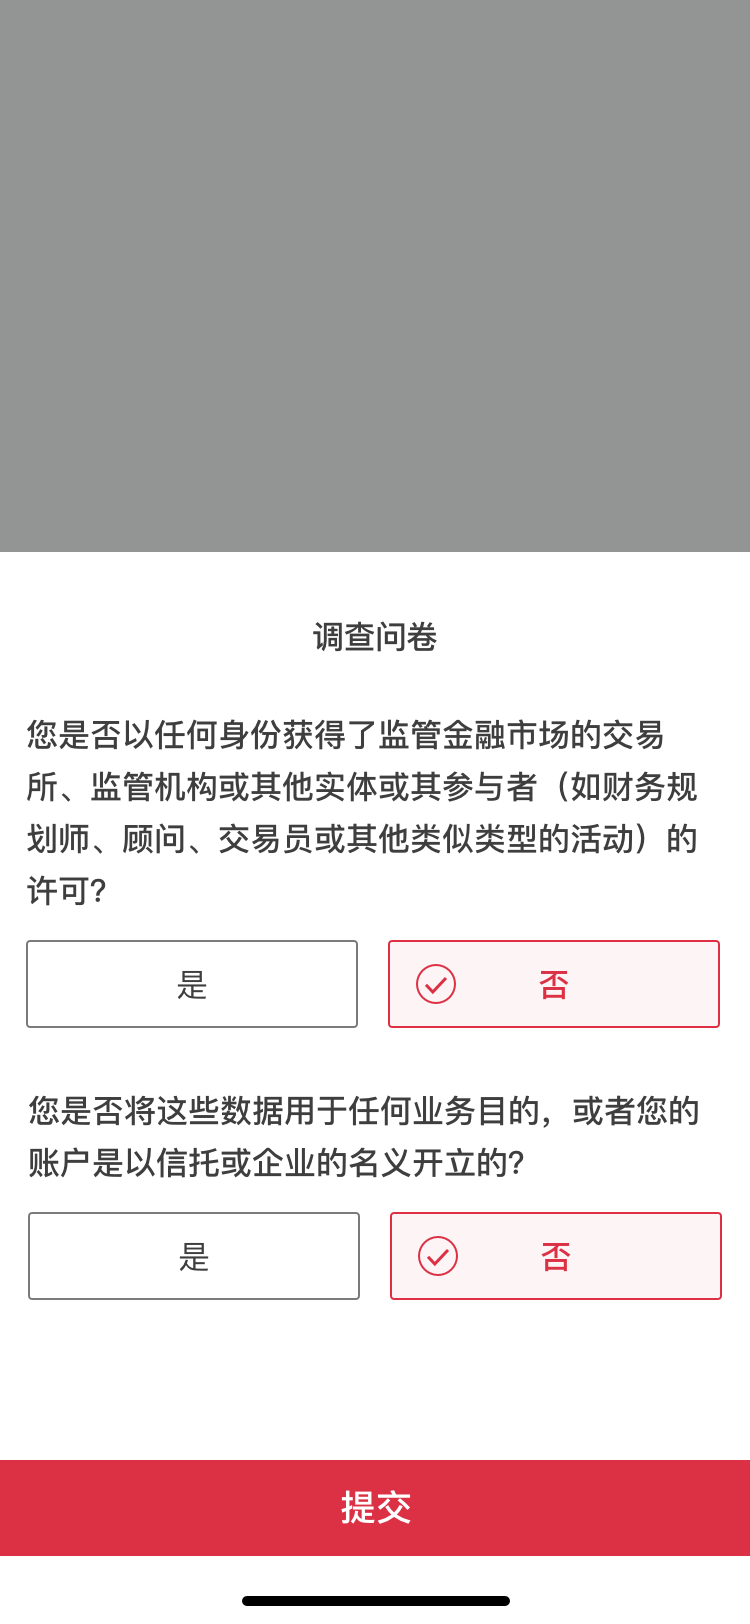 调查问卷
您是否以任何身份获得了监管金融市场的交易
所、监管机构或其他实体或其参与者（如财务规
划师、顾问、交易员或其他类似类型的活动）的
许可?
是
否
您是否将这些数据用于任何业务目的，或者您的
账户是以信托或企业的名义开立的?
是
否
提交